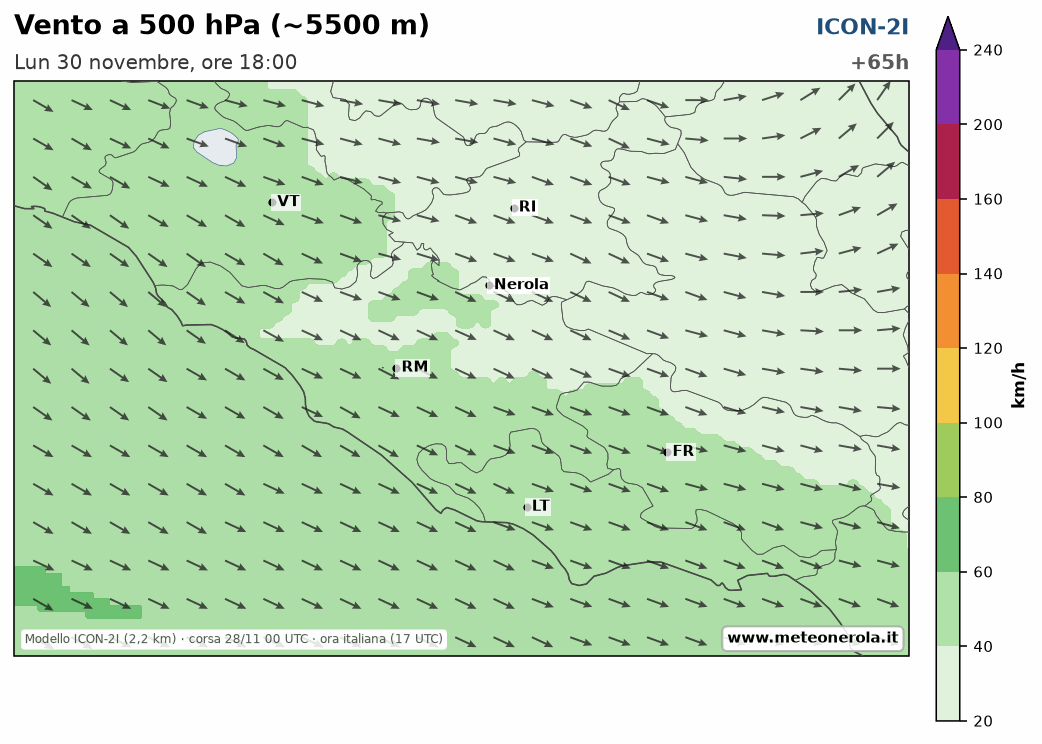 Vento a 500 hPa (~5500 m)
ICON-2I
Lun 30 novembre, ore 18:00
+65h
240
200
160
140
120
100
80
60
40
20
km/h
VT
RI
Nerola
RM
FR
LT
Modello ICON-2I (2,2 km) · corsa 28/11 00 UTC · ora italiana (17 UTC)
www.meteonerola.it